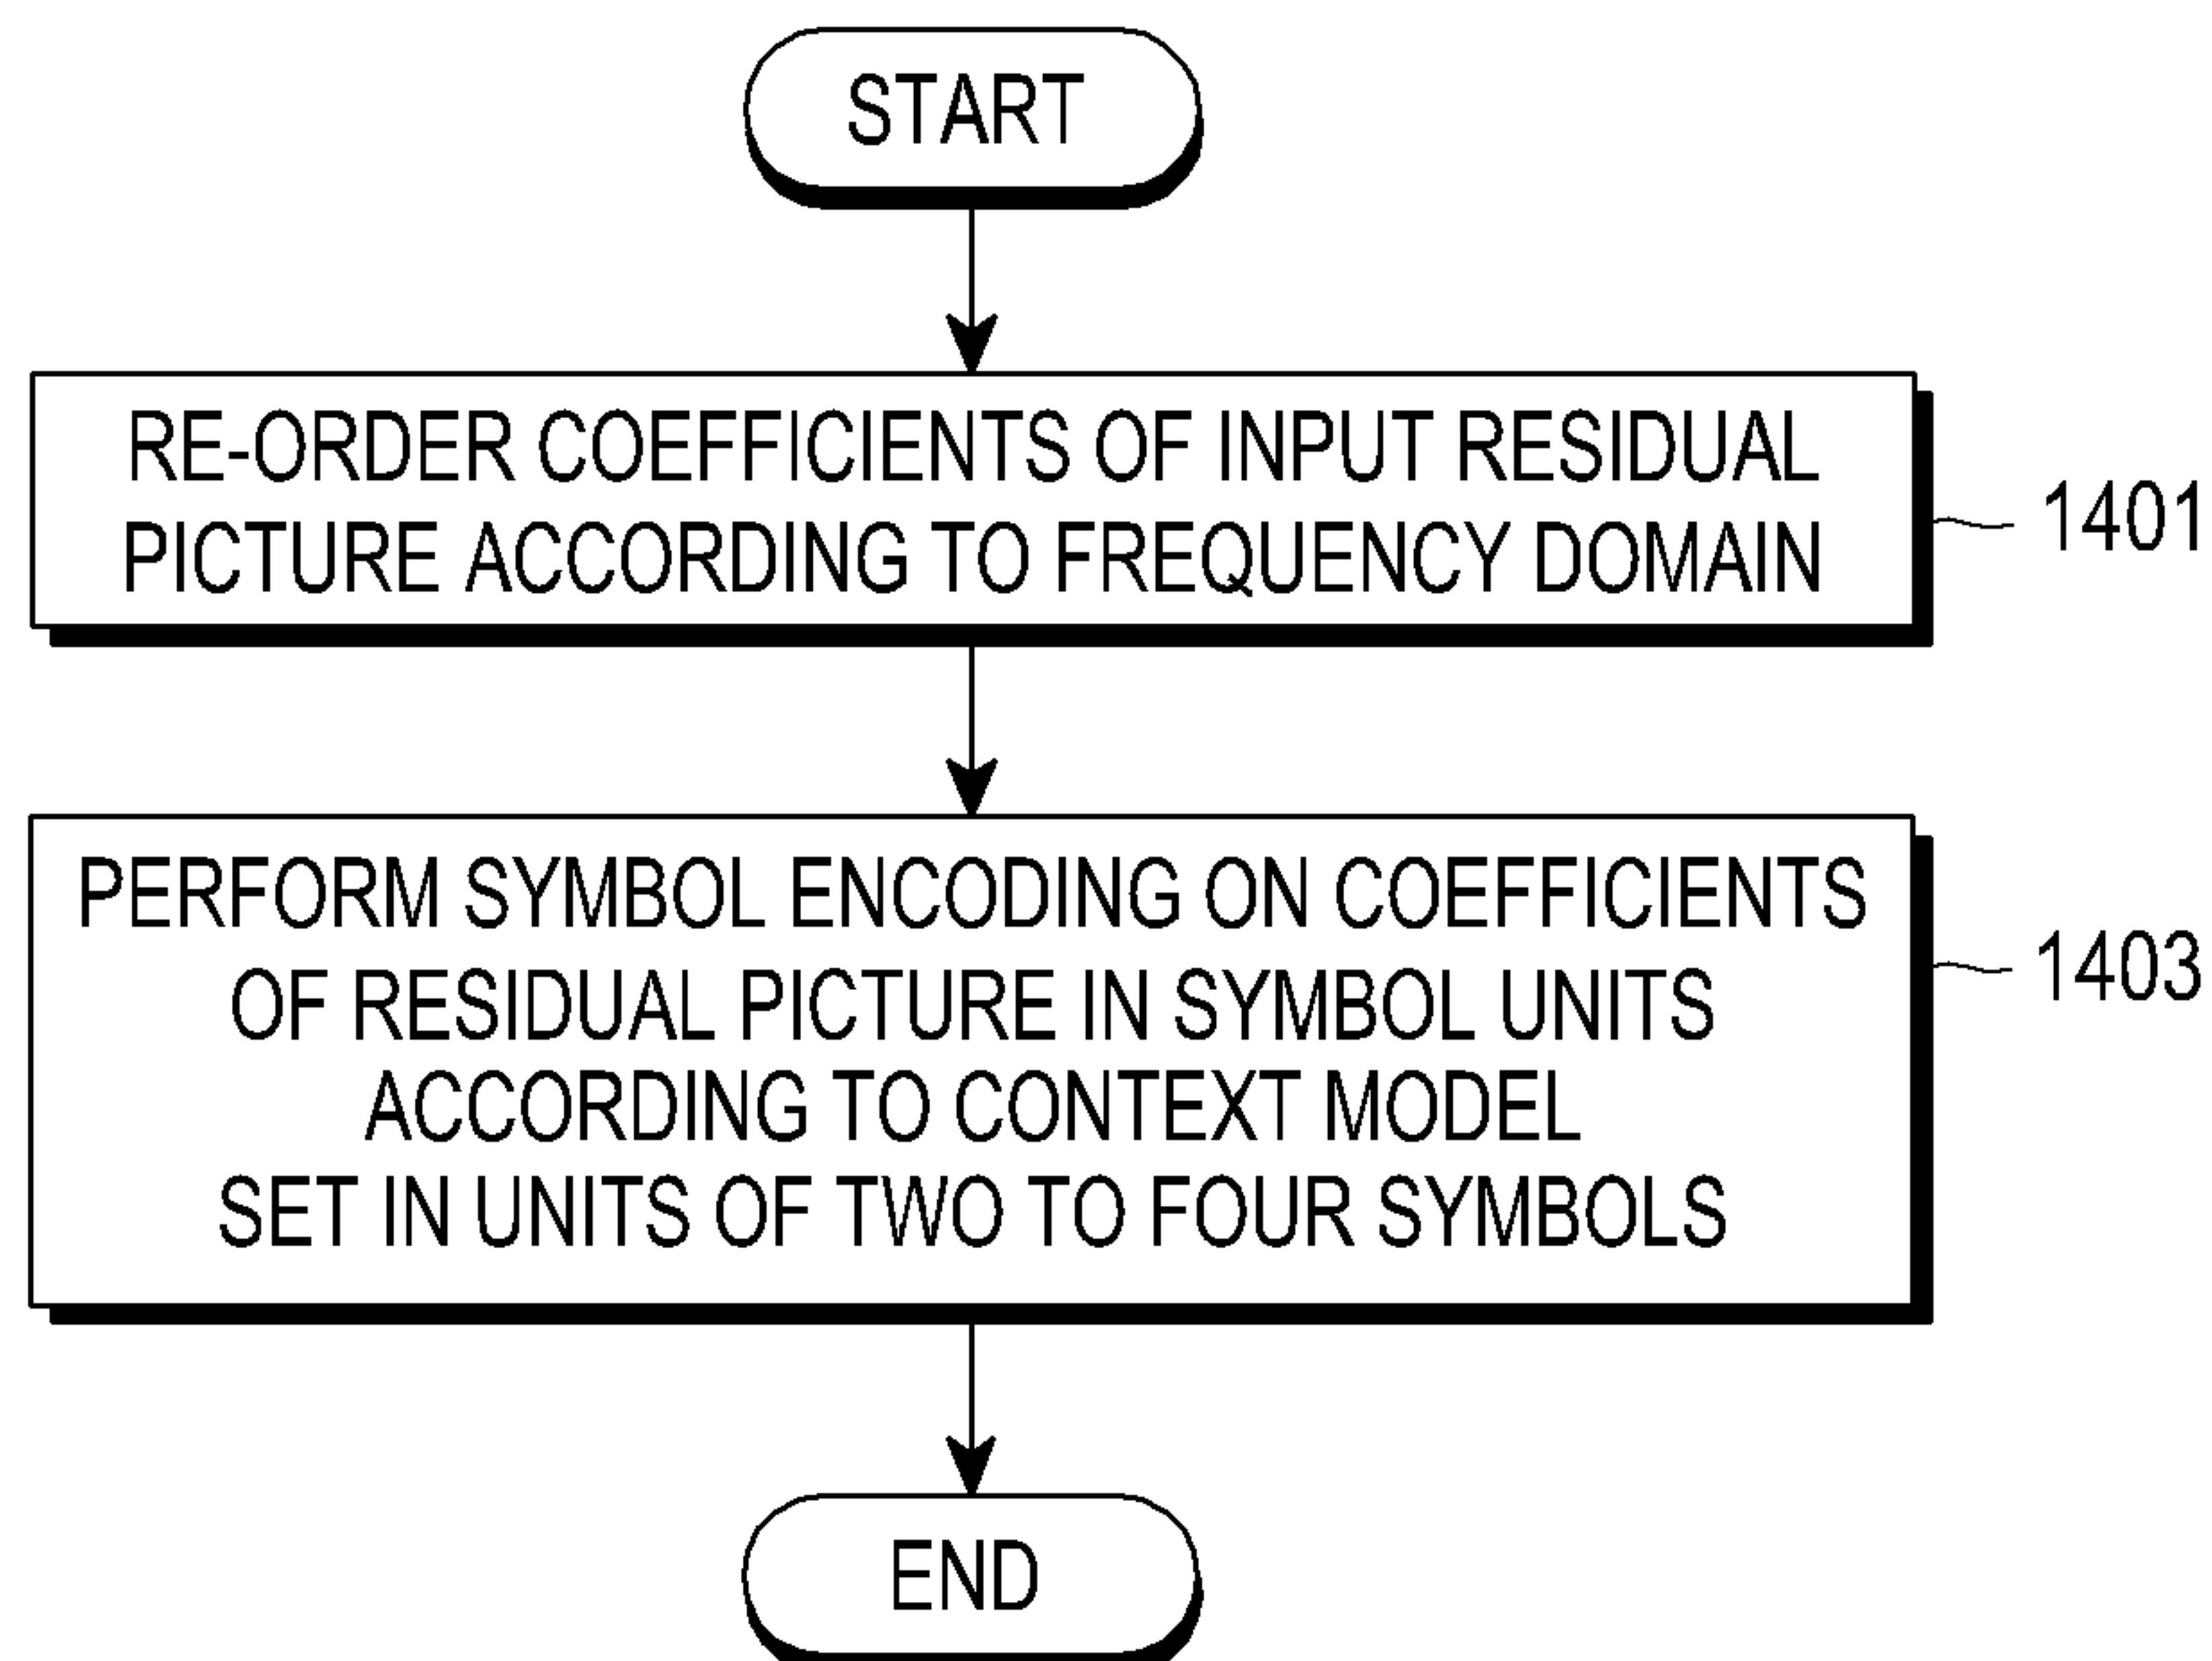 START
RE-ORDER COEFFICIENTS OF INPUT RESIDUAL
PICTURE ACCORDING TO FREQUENCY DOMAIN
1401
PERFORM SYMBOL ENCODING ON COEFFICIENTS
OF RESIDUAL PICTURE IN SYMBOL UNITS
ACCORDING TO CONTEXT MODEL
SET IN UNITS OF TWO TO FOUR SYMBOLS
1403
END